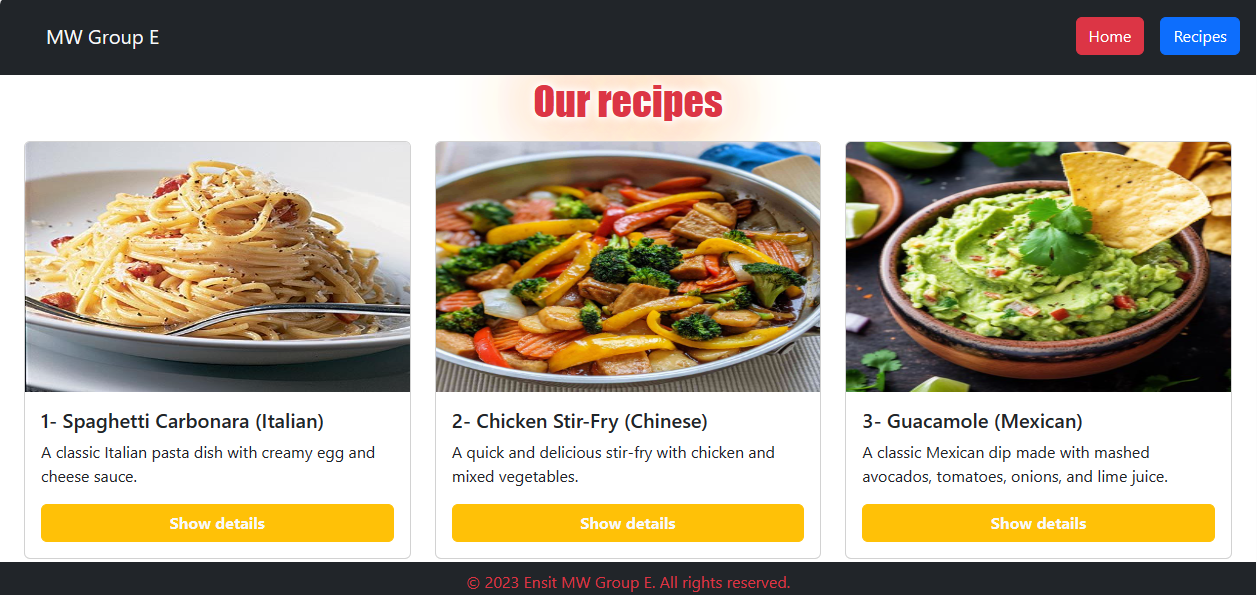 MW Group E
Home
Recipes
Our recipes
1- Spaghetti Carbonara (Italian)
A classic Italian pasta dish with creamy egg and
cheese sauce.
Show details
2- Chicken Stir-Fry (Chinese)
A quick and delicious stir-fry with chicken and
mixed vegetables.
Show details
3- Guacamole (Mexican)
A classic Mexican dip made with mashed
avocados, tomatoes, onions, and lime juice.
Show details
© 2023 Ensit MW Group E. All rights reserved.